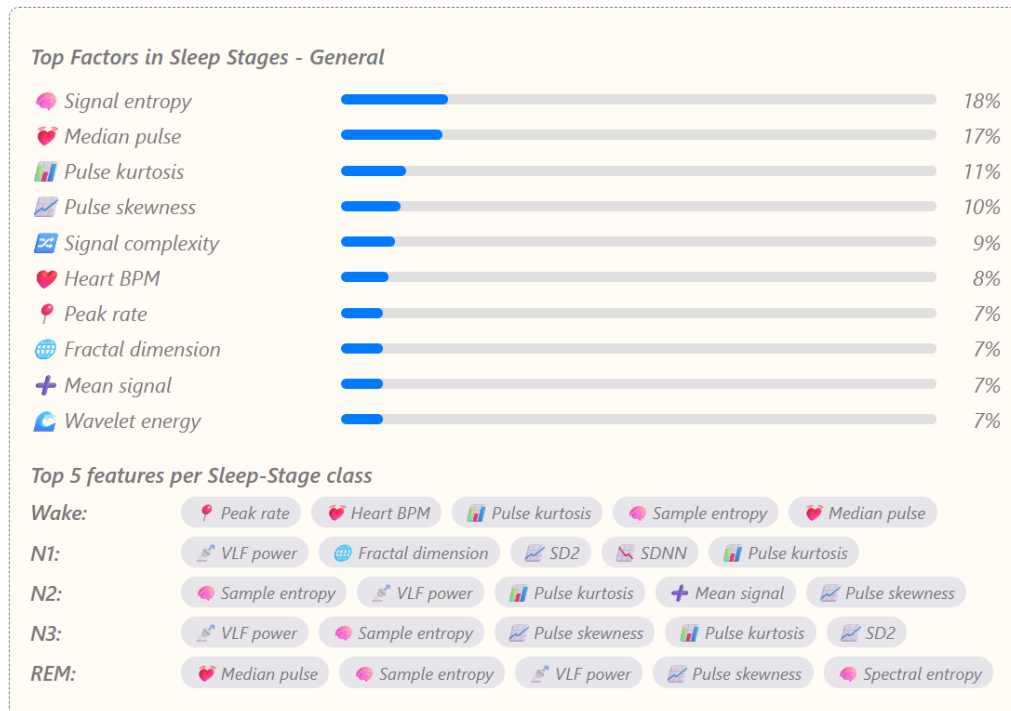 Top Factors in Sleep Stages - General
Signal entropy 18%
Median pulse 17%
Pulse kurtosis 11%
Pulse skewness 10%
Signal complexity 9%
Heart BPM 8%
Peak rate 7%
Fractal dimension 7%
Mean signal 7%
Wavelet energy 7%
Top 5 features per Sleep-Stage class
Wake: Peak rate Heart BPM Pulse kurtosis Sample entropy Median pulse
N1: VLF power Fractal dimension SD2 SDNN Pulse kurtosis
N2: Sample entropy VLF power Pulse kurtosis Mean signal Pulse skewness
N3: VLF power Sample entropy Pulse skewness Pulse kurtosis SD2
REM: Median pulse Sample entropy VLF power Pulse skewness Spectral entropy